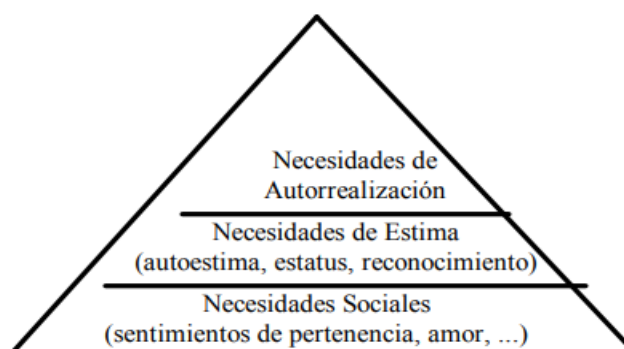 Necesidades de
Autorrealización
Necesidades de Estima
(autoestima, estatus, reconocimiento)
Necesidades Sociales
(sentimientos de pertenencia, amor, ...)